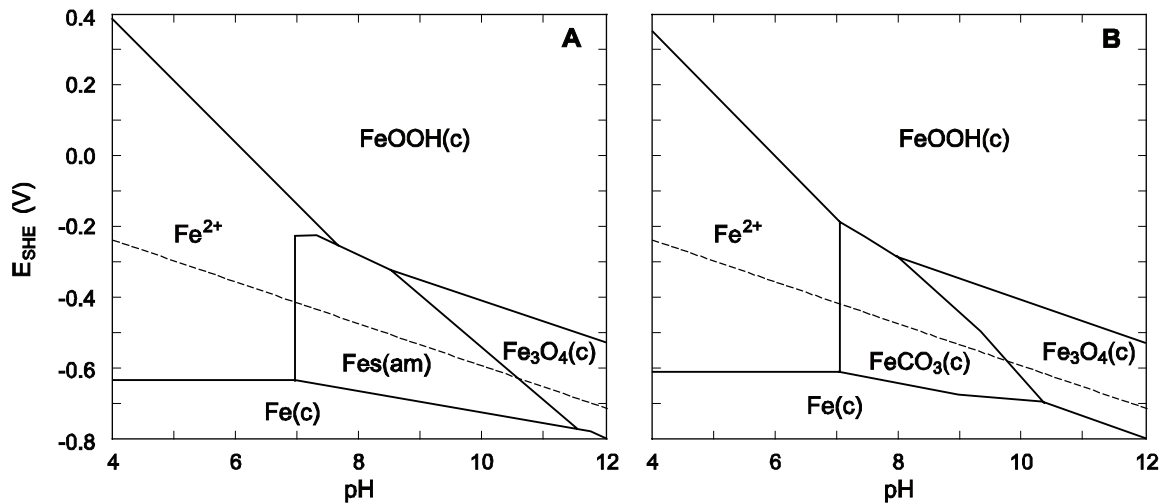 A
B
0.4
0.2
0.0
-0.2
-0.4
-0.6
-0.8
E_SHE (V)
FeOOH(c)
Fe²⁺
Fes(am)
Fe₃O₄(c)
Fe(c)
4 6 8 10 12
pH
FeOOH(c)
Fe²⁺
FeCO₃(c)
Fe₃O₄(c)
Fe(c)
4 6 8 10 12
pH